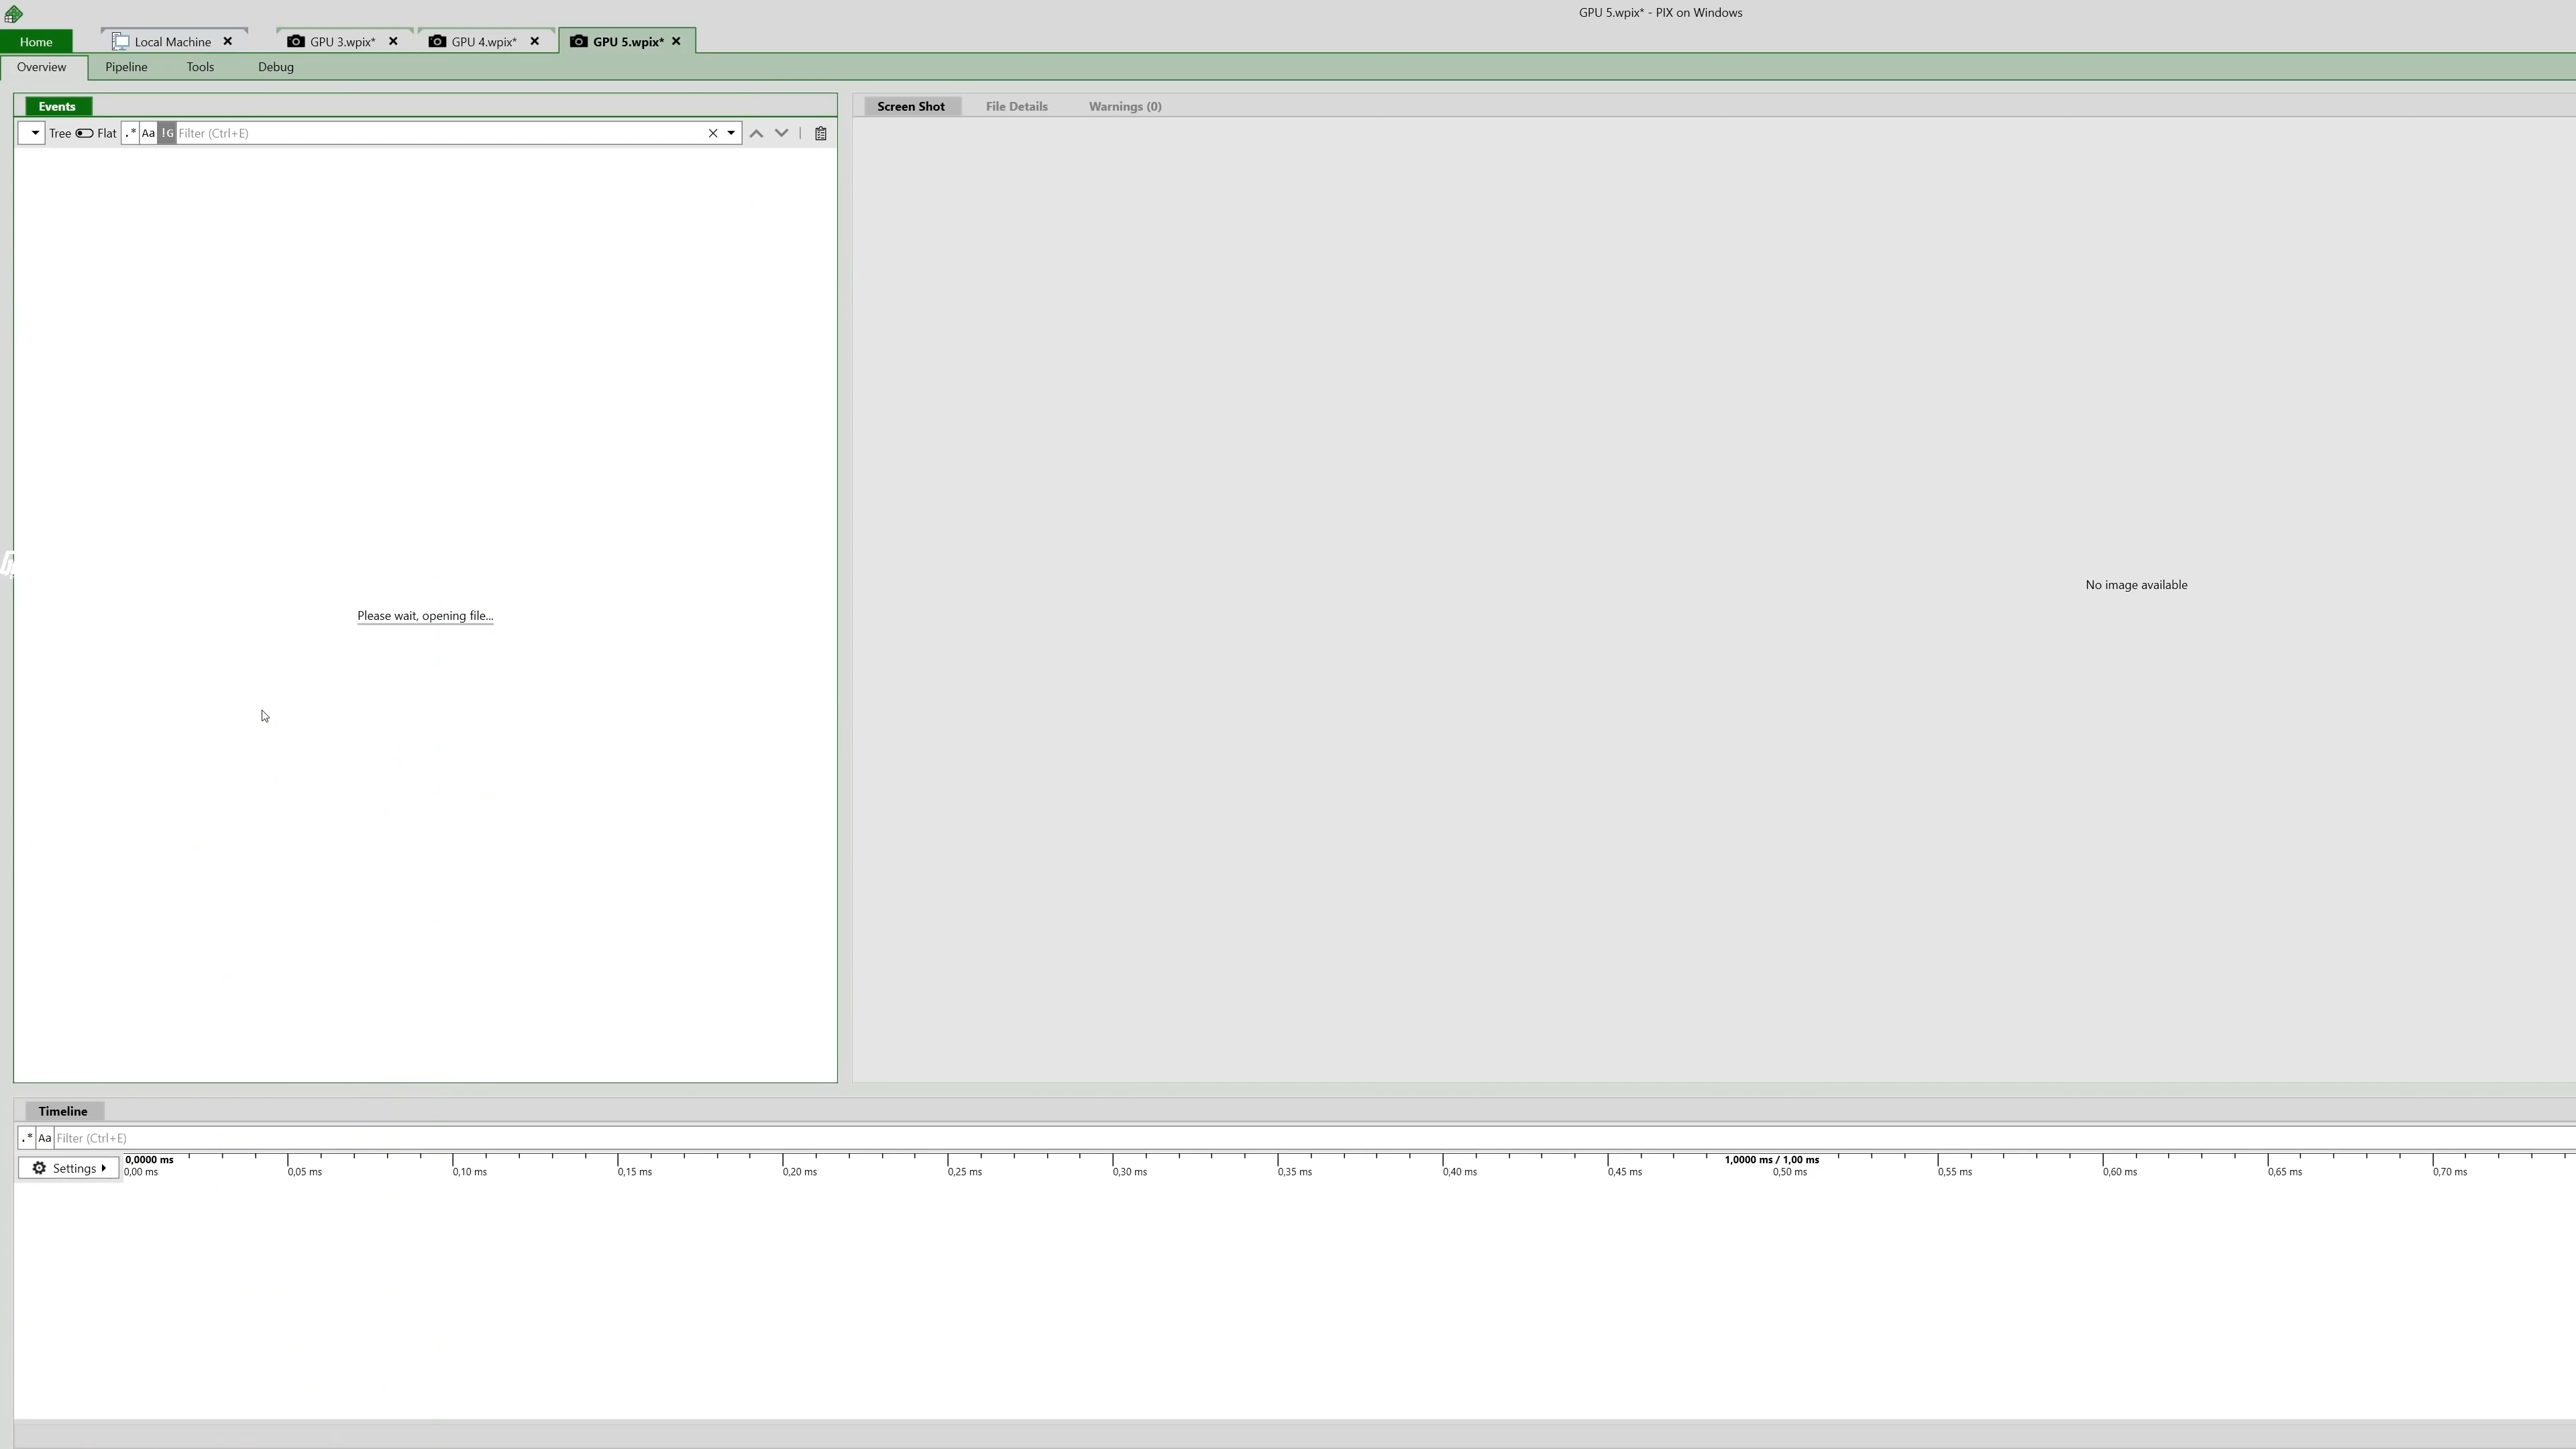 GPU 5.wpix* - PIX on Windows
Home
Local Machine
GPU 3.wpix*
GPU 4.wpix*
GPU 5.wpix*
Overview Pipeline Tools Debug
Events
Screen Shot File Details Warnings (0)
Tree Flat .* Aa !G Filter (Ctrl+E)
No image available
Please wait, opening file...
Timeline
.* Aa Filter (Ctrl+E)
Settings
0,0000 ms 1,0000 ms / 1,00 ms
0,00 ms 0,05 ms 0,10 ms 0,15 ms 0,20 ms 0,25 ms 0,30 ms 0,35 ms 0,40 ms 0,45 ms 0,50 ms 0,55 ms 0,60 ms 0,65 ms 0,70 ms